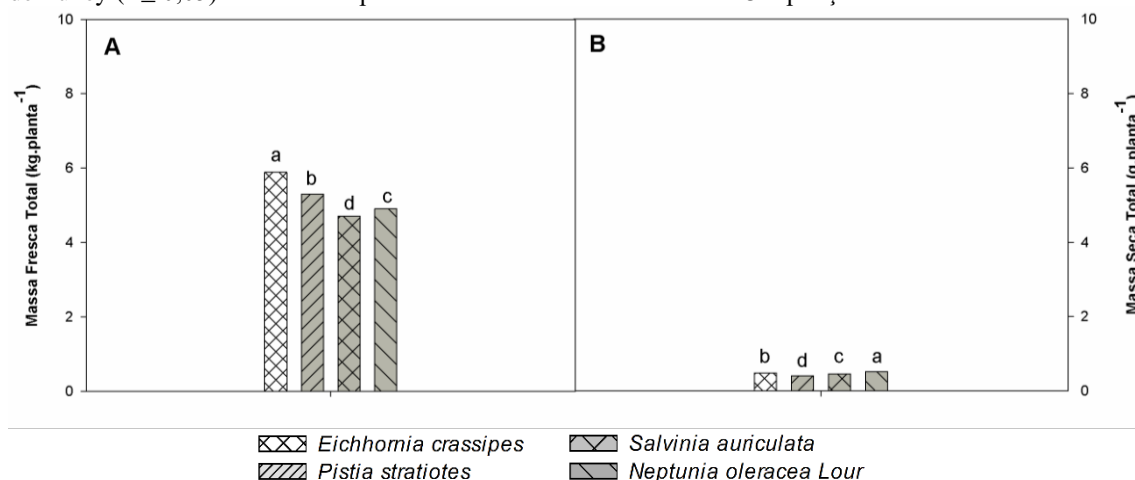 A
B
10
8
6
4
2
0
Massa Fresca Total (kg.planta⁻¹)
a
b
d
c
b
d
c
a
10
8
6
4
2
0
Massa Seca Total (g.planta⁻¹)
Eichhornia crassipes
Salvinia auriculata
Pistia stratiotes
Neptunia oleracea Lour